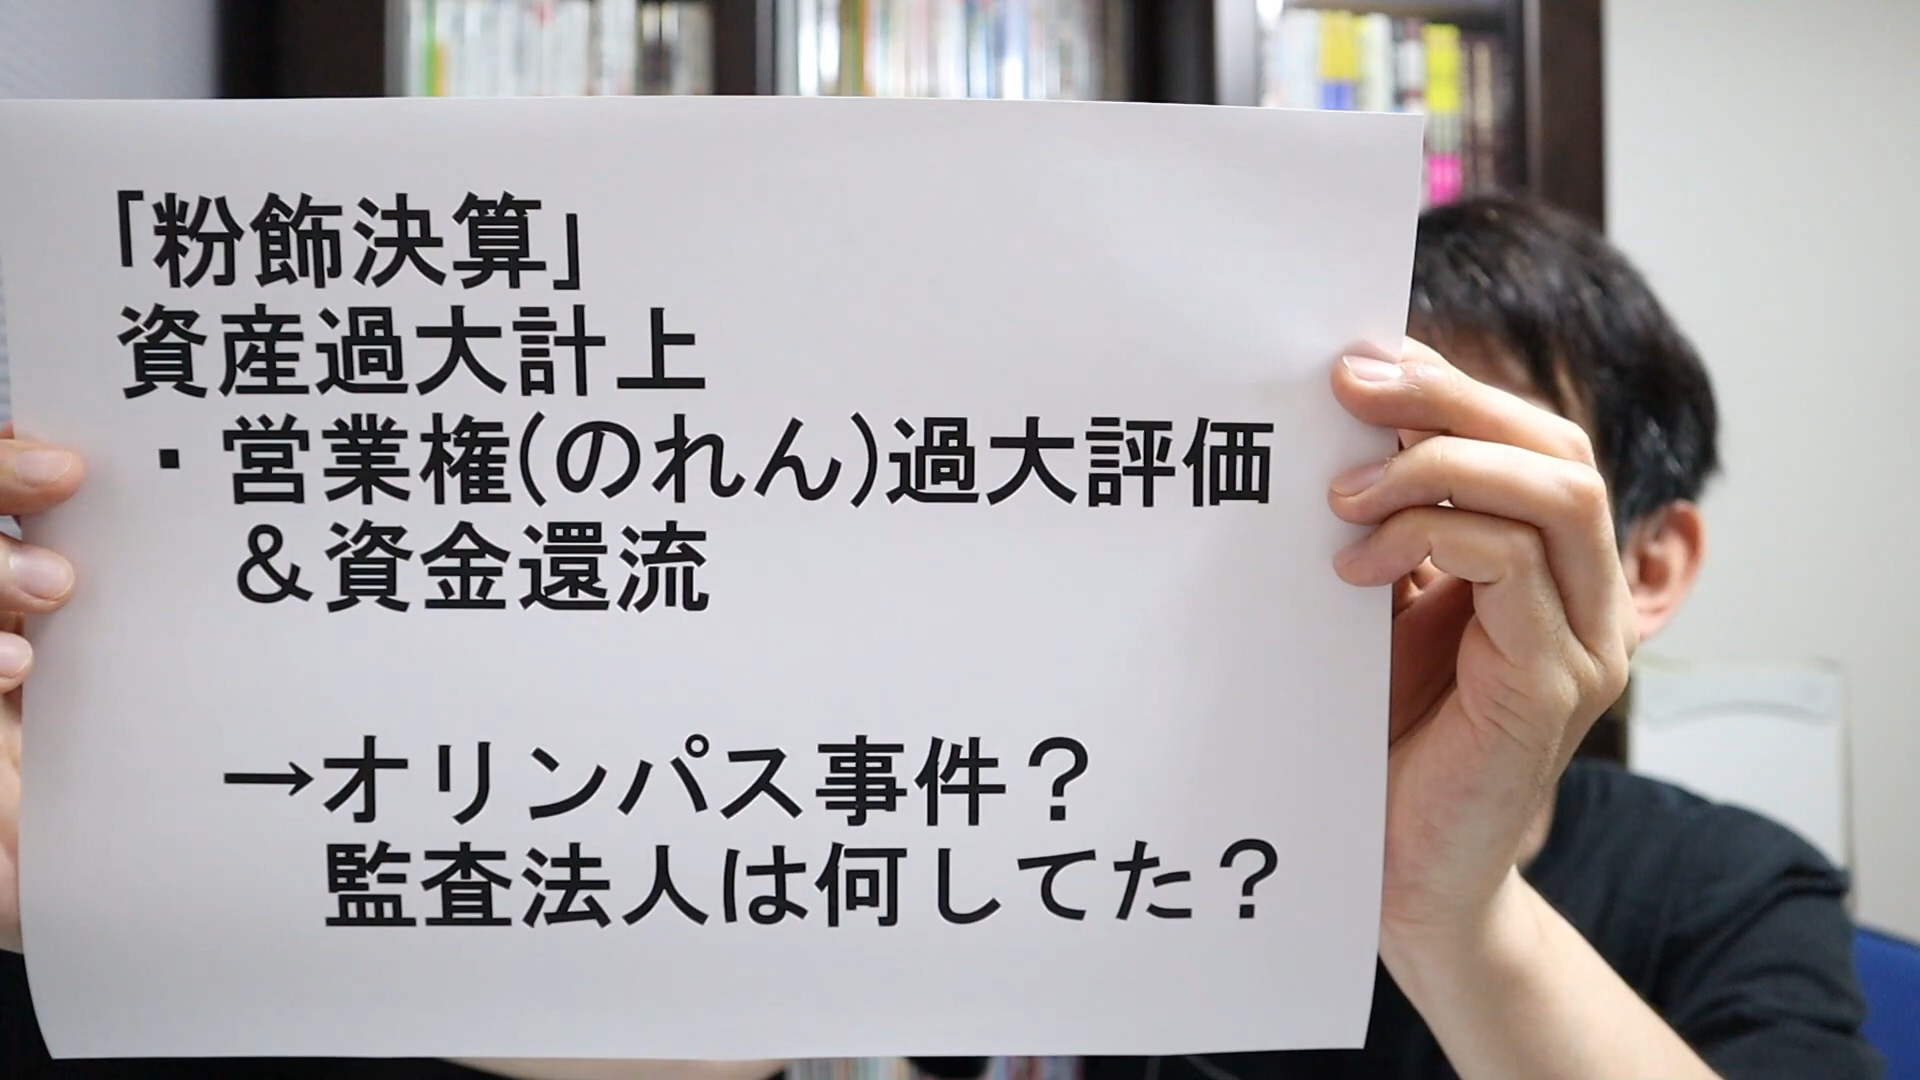 ｢粉飾決算｣
資産過大計上
・営業権(のれん)過大評価
＆資金還流
→オリンパス事件？
監査法人は何してた？